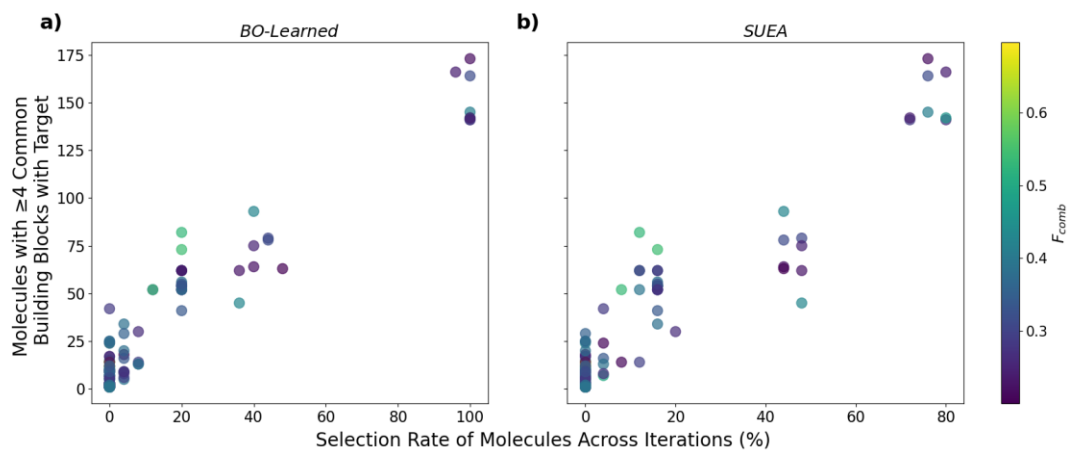 a)
BO-Learned
b)
SUEA
Molecules with ≥4 Common
Building Blocks with Target
175
150
125
100
75
50
25
0
0
20
40
60
80
100
0
20
40
60
80
Selection Rate of Molecules Across Iterations (%)
0.6
0.5
0.4
0.3
F_comb